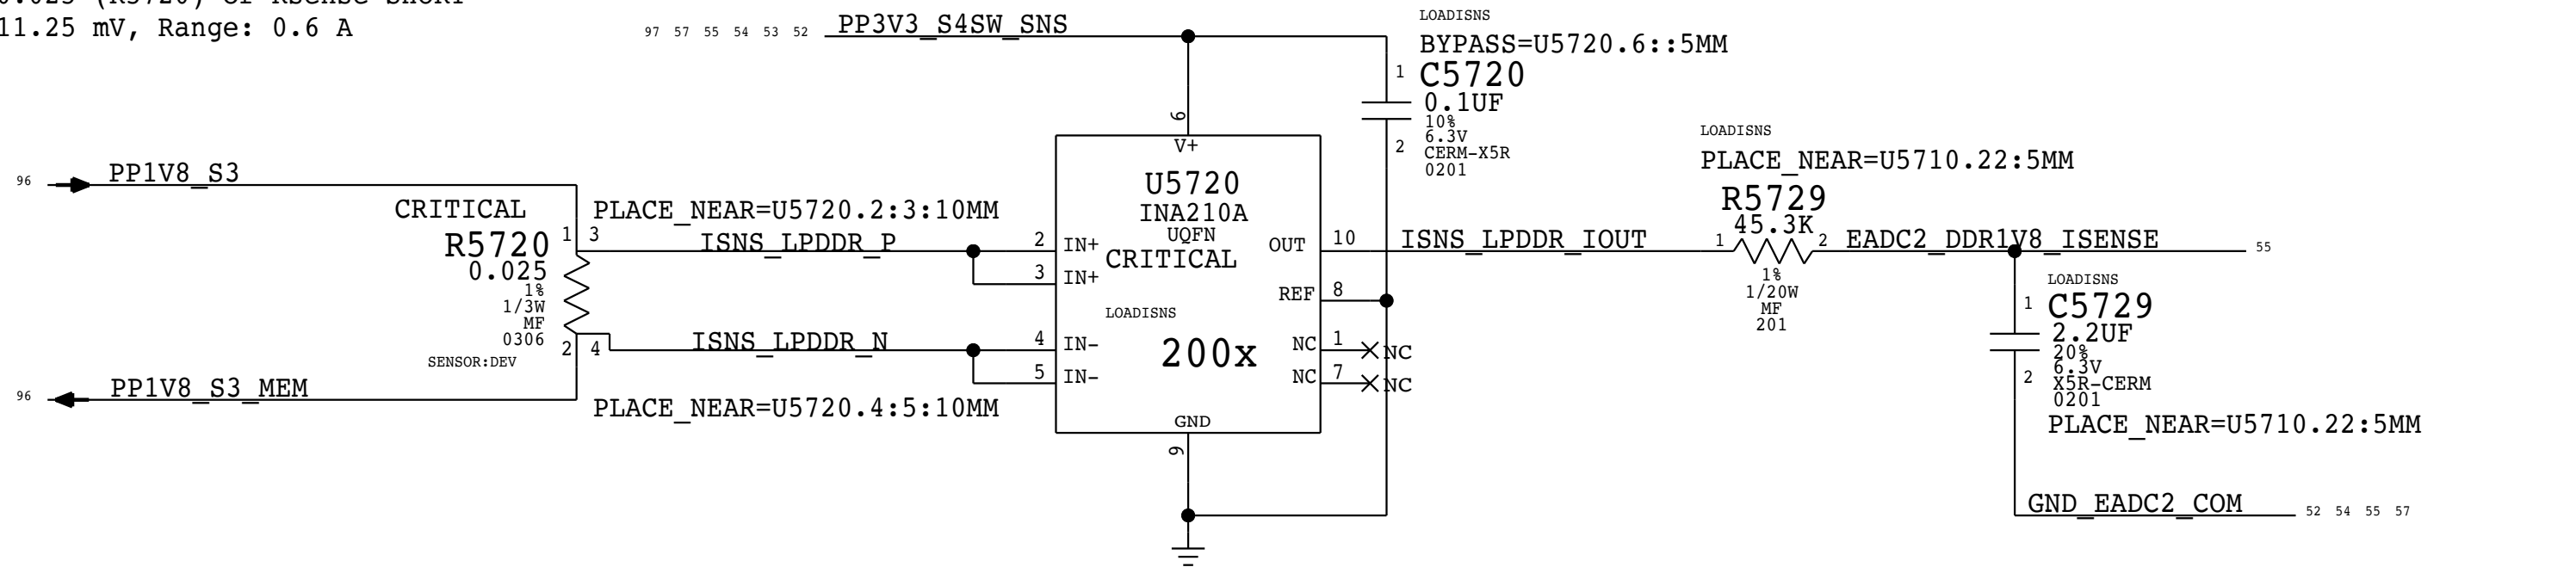 0.025 (R5720) or Rsense SHORT
11.25 mV, Range: 0.6 A
97 57 55 54 53 52
PP3V3_S4SW_SNS
LOADISNS
BYPASS=U5720.6::5MM
1
C5720
0.1UF
10%
6.3V
CERM-X5R
0201
2
6
V+
U5720
INA210A
UQFN
CRITICAL
LOADISNS
200x
96
PP1V8_S3
CRITICAL
R5720
0.025
1%
1/3W
MF
0306
SENSOR:DEV
1 3
2 4
PLACE_NEAR=U5720.2:3:10MM
ISNS_LPDDR_P
2 IN+
3 IN+
ISNS_LPDDR_N
4 IN-
5 IN-
PLACE_NEAR=U5720.4:5:10MM
96
PP1V8_S3_MEM
OUT 10
REF 8
NC 1 NC
NC 7 NC
GND
9
ISNS_LPDDR_IOUT
LOADISNS
PLACE_NEAR=U5710.22:5MM
R5729
45.3K
1 2
1%
1/20W
MF
201
EADC2_DDR1V8_ISENSE
55
LOADISNS
1
C5729
2.2UF
20%
6.3V
X5R-CERM
0201
2
PLACE_NEAR=U5710.22:5MM
GND_EADC2_COM
52 54 55 57